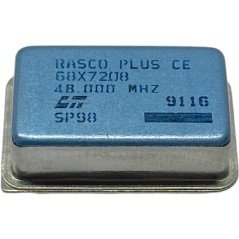 RASCO PLUS CE
68X7208
48.000 MHZ
9116
SP98